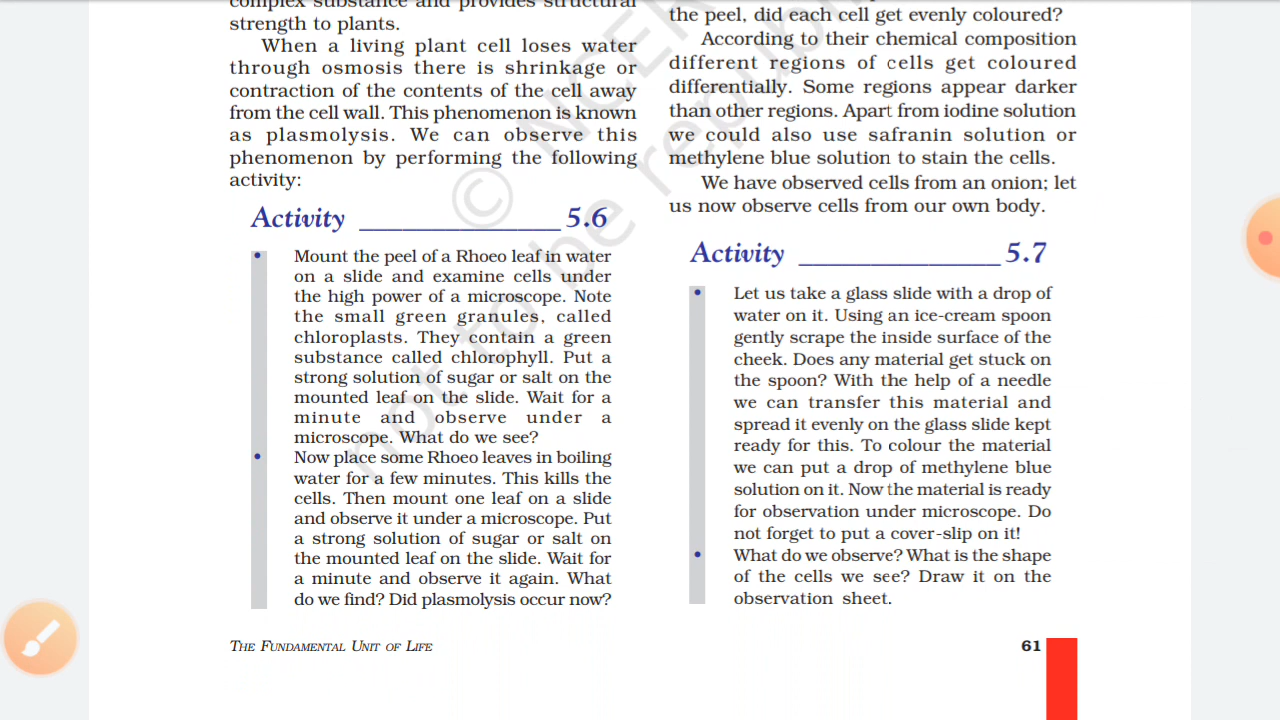 complex substance and provides structural
strength to plants.
When a living plant cell loses water
through osmosis there is shrinkage or
contraction of the contents of the cell away
from the cell wall. This phenomenon is known
as plasmolysis. We can observe this
phenomenon by performing the following
activity:
Activity _______________ 5.6
• Mount the peel of a Rhoeo leaf in water
on a slide and examine cells under
the high power of a microscope. Note
the small green granules, called
chloroplasts. They contain a green
substance called chlorophyll. Put a
strong solution of sugar or salt on the
mounted leaf on the slide. Wait for a
minute and observe under a
microscope. What do we see?
• Now place some Rhoeo leaves in boiling
water for a few minutes. This kills the
cells. Then mount one leaf on a slide
and observe it under a microscope. Put
a strong solution of sugar or salt on
the mounted leaf on the slide. Wait for
a minute and observe it again. What
do we find? Did plasmolysis occur now?
the peel, did each cell get evenly coloured?
According to their chemical composition
different regions of cells get coloured
differentially. Some regions appear darker
than other regions. Apart from iodine solution
we could also use safranin solution or
methylene blue solution to stain the cells.
We have observed cells from an onion; let
us now observe cells from our own body.
Activity _______________ 5.7
• Let us take a glass slide with a drop of
water on it. Using an ice-cream spoon
gently scrape the inside surface of the
cheek. Does any material get stuck on
the spoon? With the help of a needle
we can transfer this material and
spread it evenly on the glass slide kept
ready for this. To colour the material
we can put a drop of methylene blue
solution on it. Now the material is ready
for observation under microscope. Do
not forget to put a cover-slip on it!
• What do we observe? What is the shape
of the cells we see? Draw it on the
observation sheet.
THE FUNDAMENTAL UNIT OF LIFE
61
© NCER
not to be republi